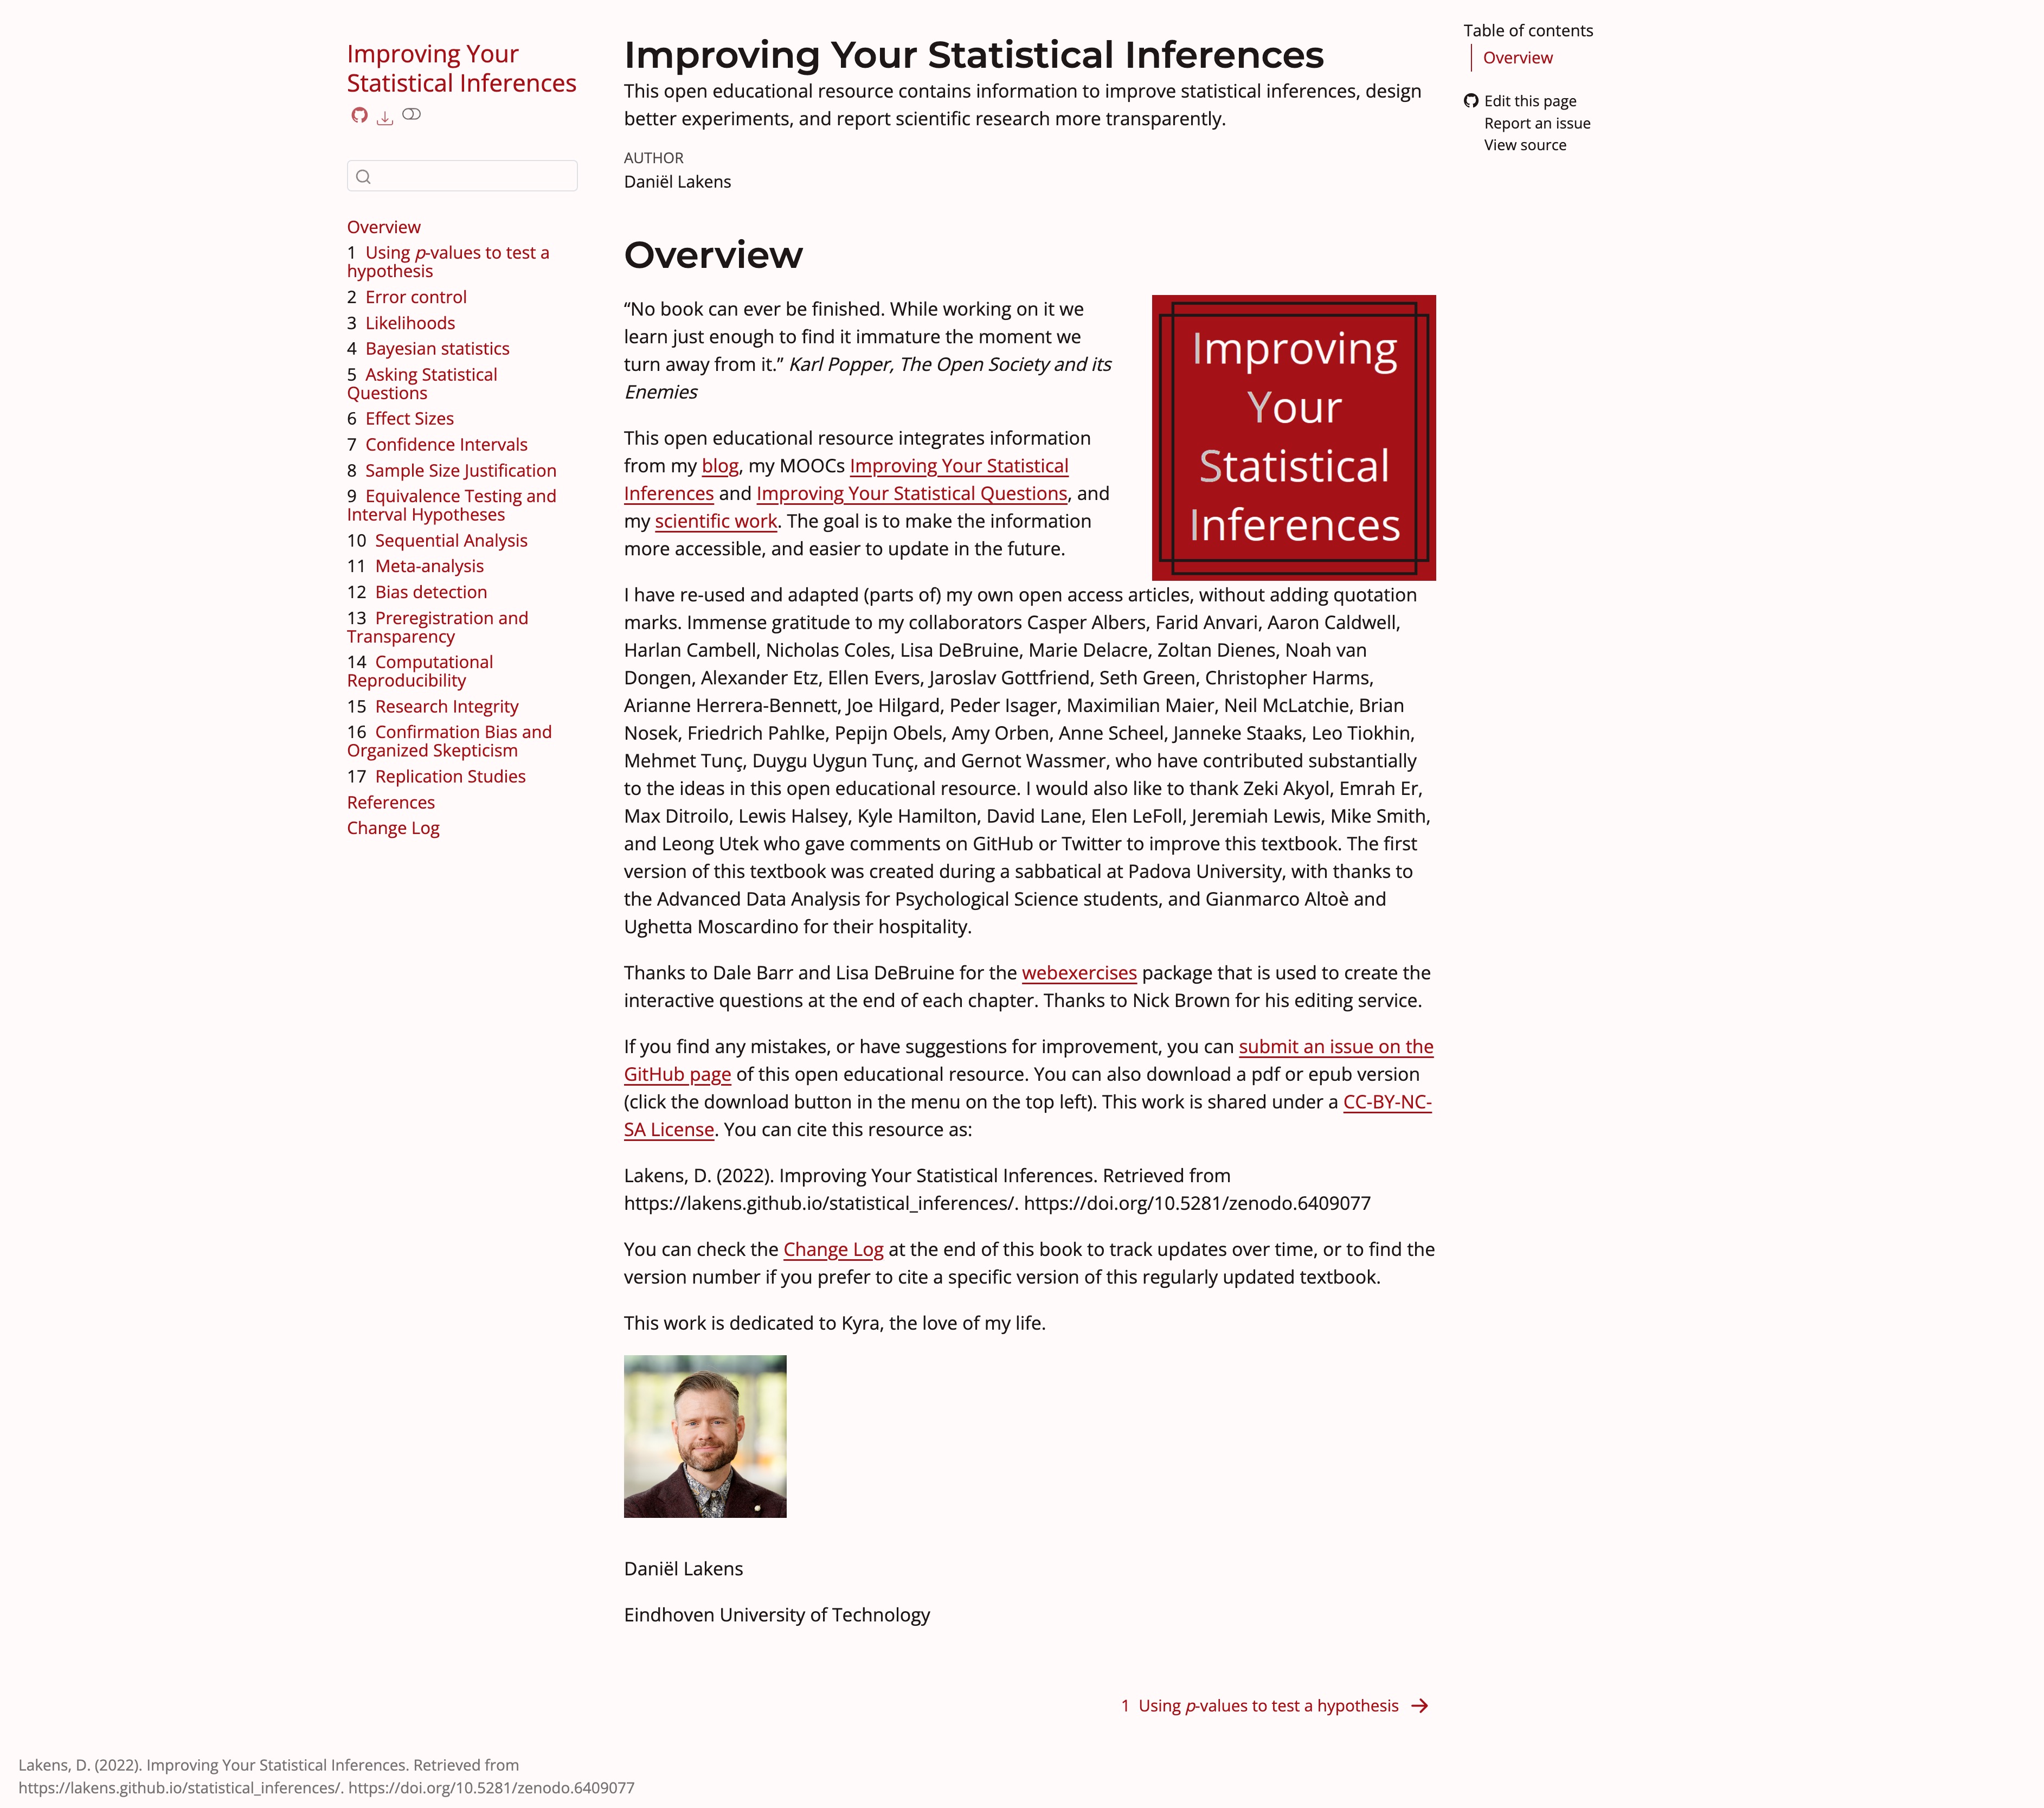 Improving Your
Statistical Inferences
Overview
1 Using p-values to test a
hypothesis
2 Error control
3 Likelihoods
4 Bayesian statistics
5 Asking Statistical
Questions
6 Effect Sizes
7 Confidence Intervals
8 Sample Size Justification
9 Equivalence Testing and
Interval Hypotheses
10 Sequential Analysis
11 Meta-analysis
12 Bias detection
13 Preregistration and
Transparency
14 Computational
Reproducibility
15 Research Integrity
16 Confirmation Bias and
Organized Skepticism
17 Replication Studies
References
Change Log
Improving Your Statistical Inferences
This open educational resource contains information to improve statistical inferences, design
better experiments, and report scientific research more transparently.
AUTHOR
Daniël Lakens
Overview
“No book can ever be finished. While working on it we
learn just enough to find it immature the moment we
turn away from it.” Karl Popper, The Open Society and its
Enemies
This open educational resource integrates information
from my blog, my MOOCs Improving Your Statistical
Inferences and Improving Your Statistical Questions, and
my scientific work. The goal is to make the information
more accessible, and easier to update in the future.
Improving
Your
Statistical
Inferences
I have re-used and adapted (parts of) my own open access articles, without adding quotation
marks. Immense gratitude to my collaborators Casper Albers, Farid Anvari, Aaron Caldwell,
Harlan Cambell, Nicholas Coles, Lisa DeBruine, Marie Delacre, Zoltan Dienes, Noah van
Dongen, Alexander Etz, Ellen Evers, Jaroslav Gottfriend, Seth Green, Christopher Harms,
Arianne Herrera-Bennett, Joe Hilgard, Peder Isager, Maximilian Maier, Neil McLatchie, Brian
Nosek, Friedrich Pahlke, Pepijn Obels, Amy Orben, Anne Scheel, Janneke Staaks, Leo Tiokhin,
Mehmet Tunç, Duygu Uygun Tunç, and Gernot Wassmer, who have contributed substantially
to the ideas in this open educational resource. I would also like to thank Zeki Akyol, Emrah Er,
Max Ditroilo, Lewis Halsey, Kyle Hamilton, David Lane, Elen LeFoll, Jeremiah Lewis, Mike Smith,
and Leong Utek who gave comments on GitHub or Twitter to improve this textbook. The first
version of this textbook was created during a sabbatical at Padova University, with thanks to
the Advanced Data Analysis for Psychological Science students, and Gianmarco Altoè and
Ughetta Moscardino for their hospitality.
Thanks to Dale Barr and Lisa DeBruine for the webexercises package that is used to create the
interactive questions at the end of each chapter. Thanks to Nick Brown for his editing service.
If you find any mistakes, or have suggestions for improvement, you can submit an issue on the
GitHub page of this open educational resource. You can also download a pdf or epub version
(click the download button in the menu on the top left). This work is shared under a CC-BY-NC-
SA License. You can cite this resource as:
Lakens, D. (2022). Improving Your Statistical Inferences. Retrieved from
https://lakens.github.io/statistical_inferences/. https://doi.org/10.5281/zenodo.6409077
You can check the Change Log at the end of this book to track updates over time, or to find the
version number if you prefer to cite a specific version of this regularly updated textbook.
This work is dedicated to Kyra, the love of my life.
Daniël Lakens
Eindhoven University of Technology
1 Using p-values to test a hypothesis
Table of contents
Overview
Edit this page
Report an issue
View source
Lakens, D. (2022). Improving Your Statistical Inferences. Retrieved from
https://lakens.github.io/statistical_inferences/. https://doi.org/10.5281/zenodo.6409077